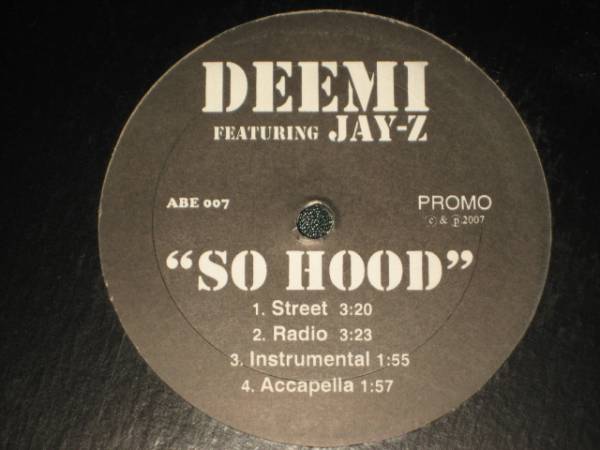 DEEMI
FEATURING JAY-Z
ABE 007
PROMO
© & ℗ 2007
"SO HOOD"
1. Street 3:20
2. Radio 3:23
3. Instrumental 1:55
4. Accapella 1:57